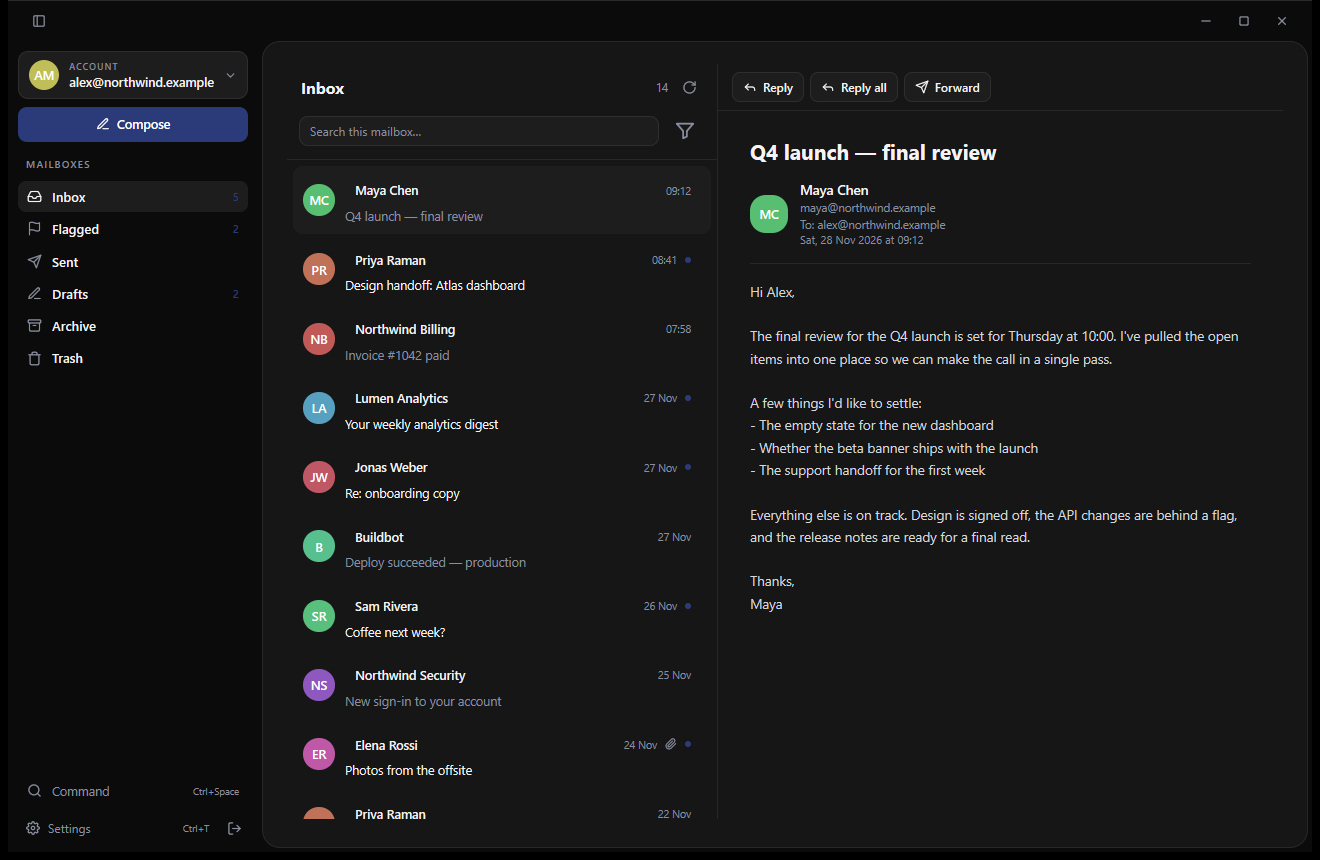 AM
ACCOUNT
alex@northwind.example
Compose
MAILBOXES
Inbox 5
Flagged 2
Sent
Drafts 2
Archive
Trash
Command Ctrl+Space
Settings Ctrl+T
Inbox 14
Search this mailbox...
MC Maya Chen 09:12
Q4 launch — final review
PR Priya Raman 08:41
Design handoff: Atlas dashboard
NB Northwind Billing 07:58
Invoice #1042 paid
LA Lumen Analytics 27 Nov
Your weekly analytics digest
JW Jonas Weber 27 Nov
Re: onboarding copy
B Buildbot 27 Nov
Deploy succeeded — production
SR Sam Rivera 26 Nov
Coffee next week?
NS Northwind Security 25 Nov
New sign-in to your account
ER Elena Rossi 24 Nov
Photos from the offsite
Priya Raman 22 Nov
Reply Reply all Forward
Q4 launch — final review
MC
Maya Chen
maya@northwind.example
To: alex@northwind.example
Sat, 28 Nov 2026 at 09:12
Hi Alex,
The final review for the Q4 launch is set for Thursday at 10:00. I've pulled the open
items into one place so we can make the call in a single pass.
A few things I'd like to settle:
- The empty state for the new dashboard
- Whether the beta banner ships with the launch
- The support handoff for the first week
Everything else is on track. Design is signed off, the API changes are behind a flag,
and the release notes are ready for a final read.
Thanks,
Maya